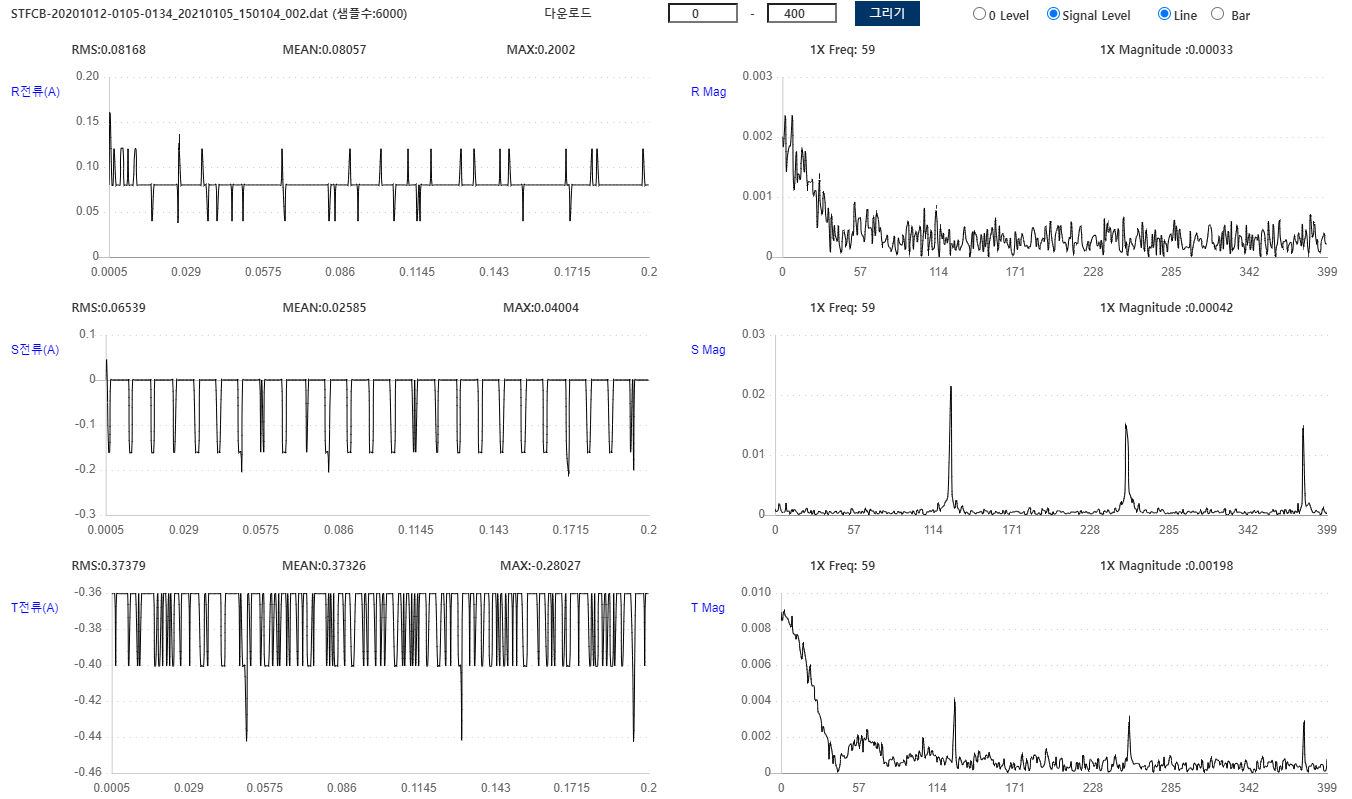 STFCB-20201012-0105-0134_20210105_150104_002.dat (샘플수:6000) 다운로드 0 - 400 그리기 0 Level Signal Level Line Bar
RMS:0.08168 MEAN:0.08057 MAX:0.2002 1X Freq: 59 1X Magnitude :0.00033
R전류(A)
0.20
0.15
0.10
0.05
0
0.0005 0.029 0.0575 0.086 0.1145 0.143 0.1715 0.2
R Mag
0.003
0.002
0.001
0
0 57 114 171 228 285 342 399
RMS:0.06539 MEAN:0.02585 MAX:0.04004 1X Freq: 59 1X Magnitude :0.00042
S전류(A)
0.1
0
-0.1
-0.2
-0.3
0.0005 0.029 0.0575 0.086 0.1145 0.143 0.1715 0.2
S Mag
0.03
0.02
0.01
0
0 57 114 171 228 285 342 399
RMS:0.37379 MEAN:0.37326 MAX:-0.28027 1X Freq: 59 1X Magnitude :0.00198
T전류(A)
-0.36
-0.38
-0.40
-0.42
-0.44
-0.46
0.0005 0.029 0.0575 0.086 0.1145 0.143 0.1715 0.2
T Mag
0.010
0.008
0.006
0.004
0.002
0
0 57 114 171 228 285 342 399